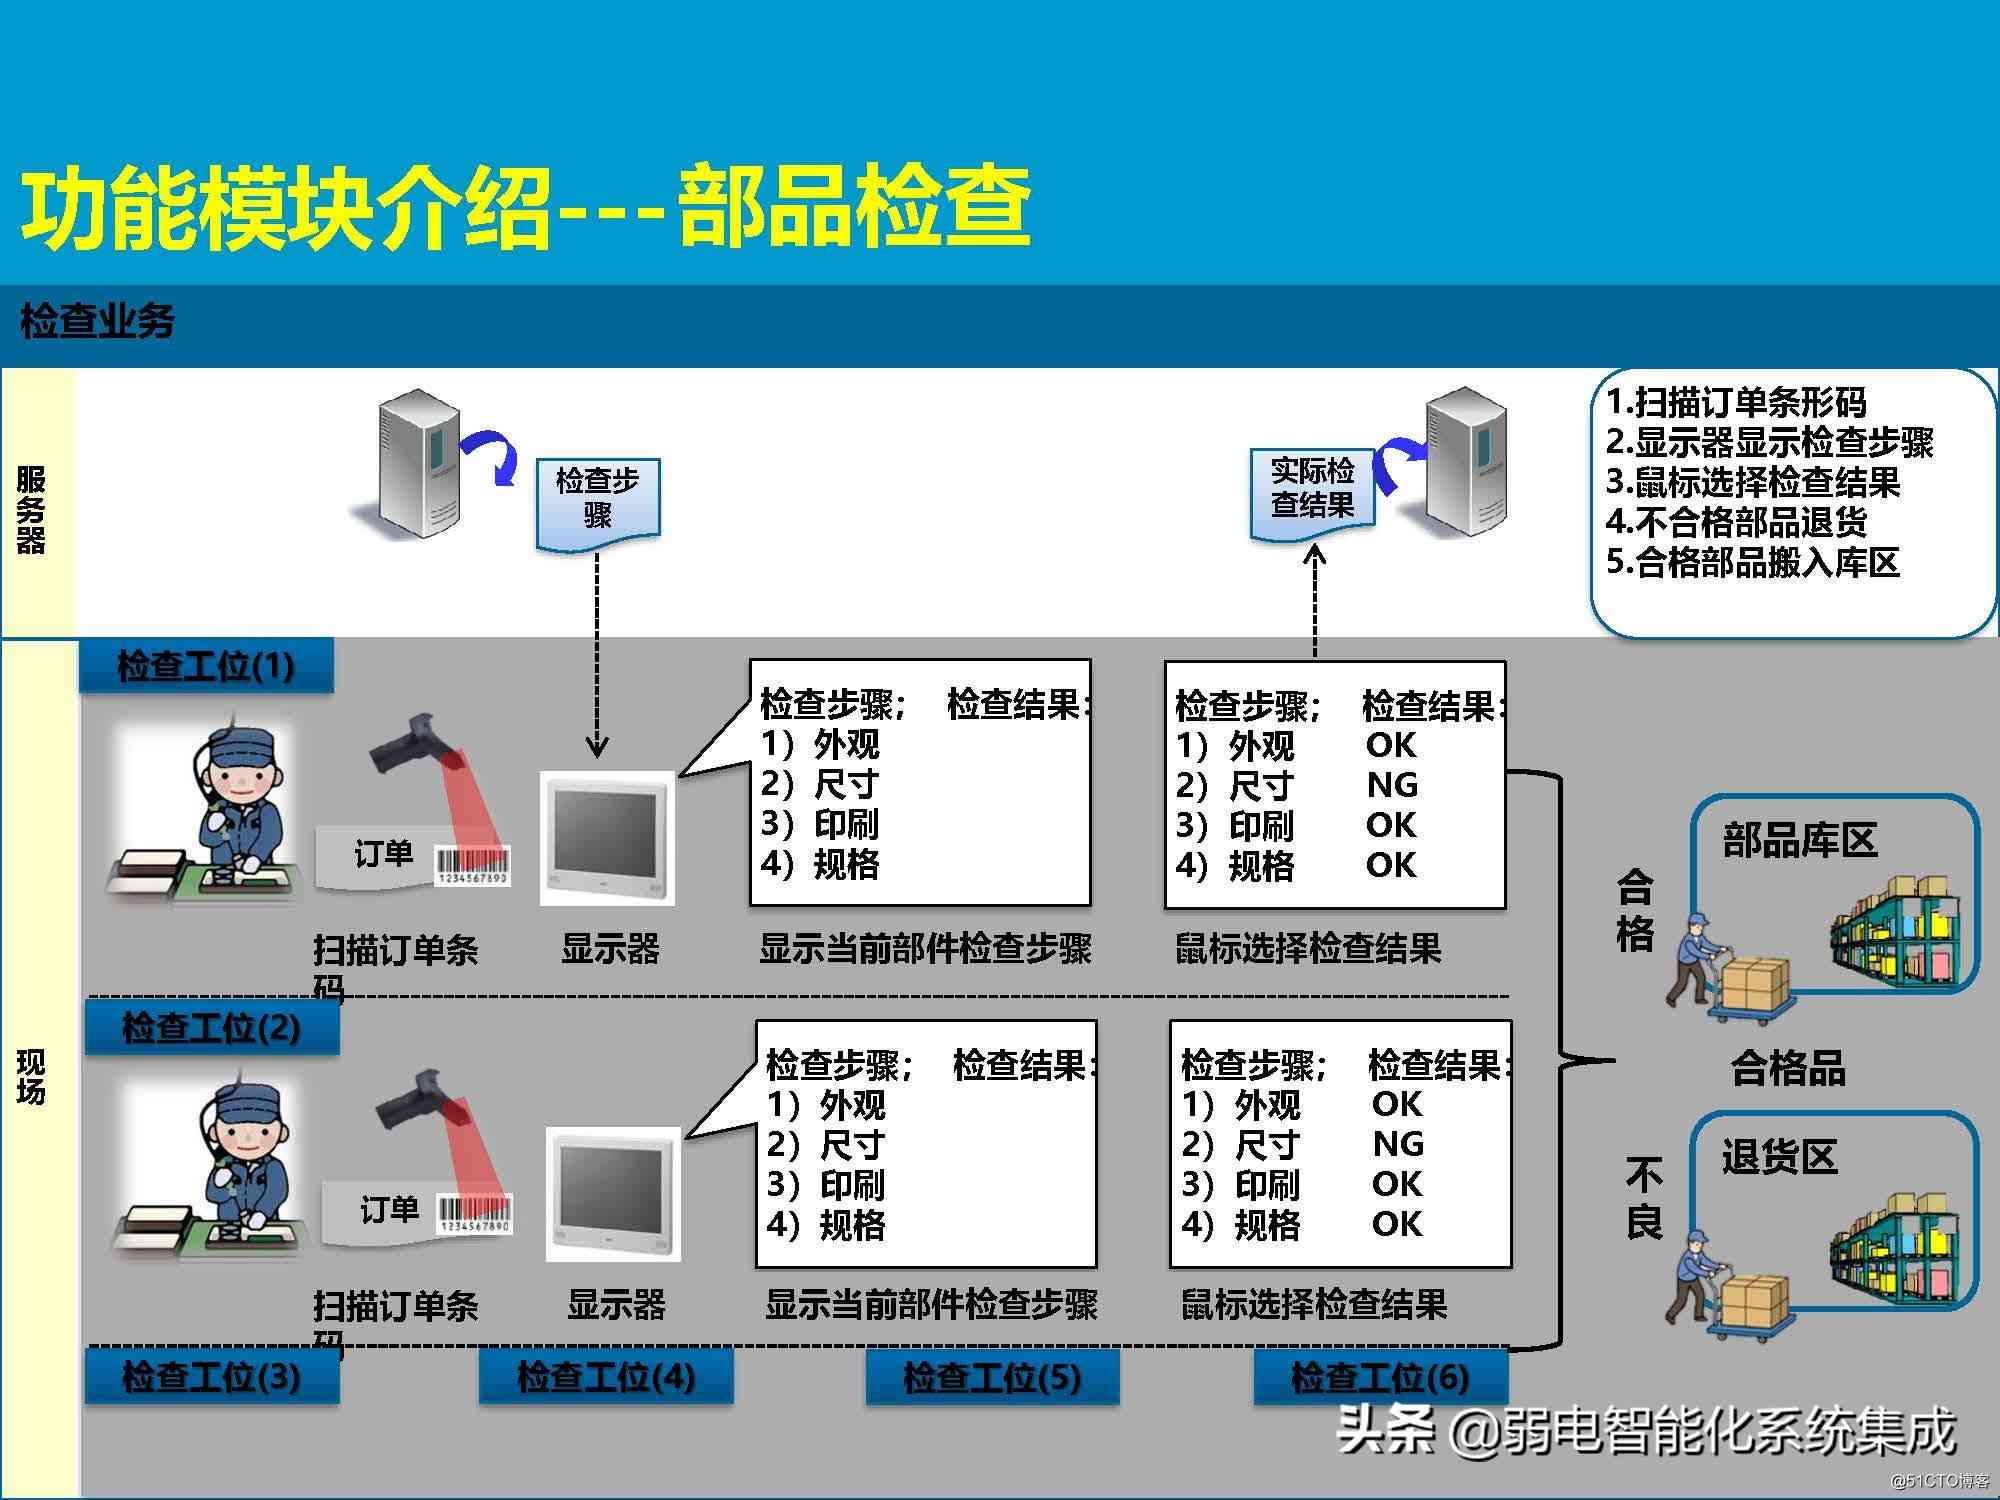 功能模块介绍---部品检查
检查业务
服务器
检查步
骤
实际检
查结果
1.扫描订单条形码
2.显示器显示检查步骤
3.鼠标选择检查结果
4.不合格部品退货
5.合格部品搬入库区
现场
检查工位(1)
订单
1234567890
扫描订单条
码
显示器
检查步骤； 检查结果：
1）外观
2）尺寸
3）印刷
4）规格
显示当前部件检查步骤
检查步骤； 检查结果：
1）外观 OK
2）尺寸 NG
3）印刷 OK
4）规格 OK
鼠标选择检查结果
合格
部品库区
合格品
检查工位(2)
订单
1234567890
扫描订单条
码
显示器
检查步骤； 检查结果：
1）外观
2）尺寸
3）印刷
4）规格
显示当前部件检查步骤
检查步骤； 检查结果：
1）外观 OK
2）尺寸 NG
3）印刷 OK
4）规格 OK
鼠标选择检查结果
不良
退货区
检查工位(3)
检查工位(4)
检查工位(5)
检查工位(6)
头条 @弱电智能化系统集成
@51CTO博客